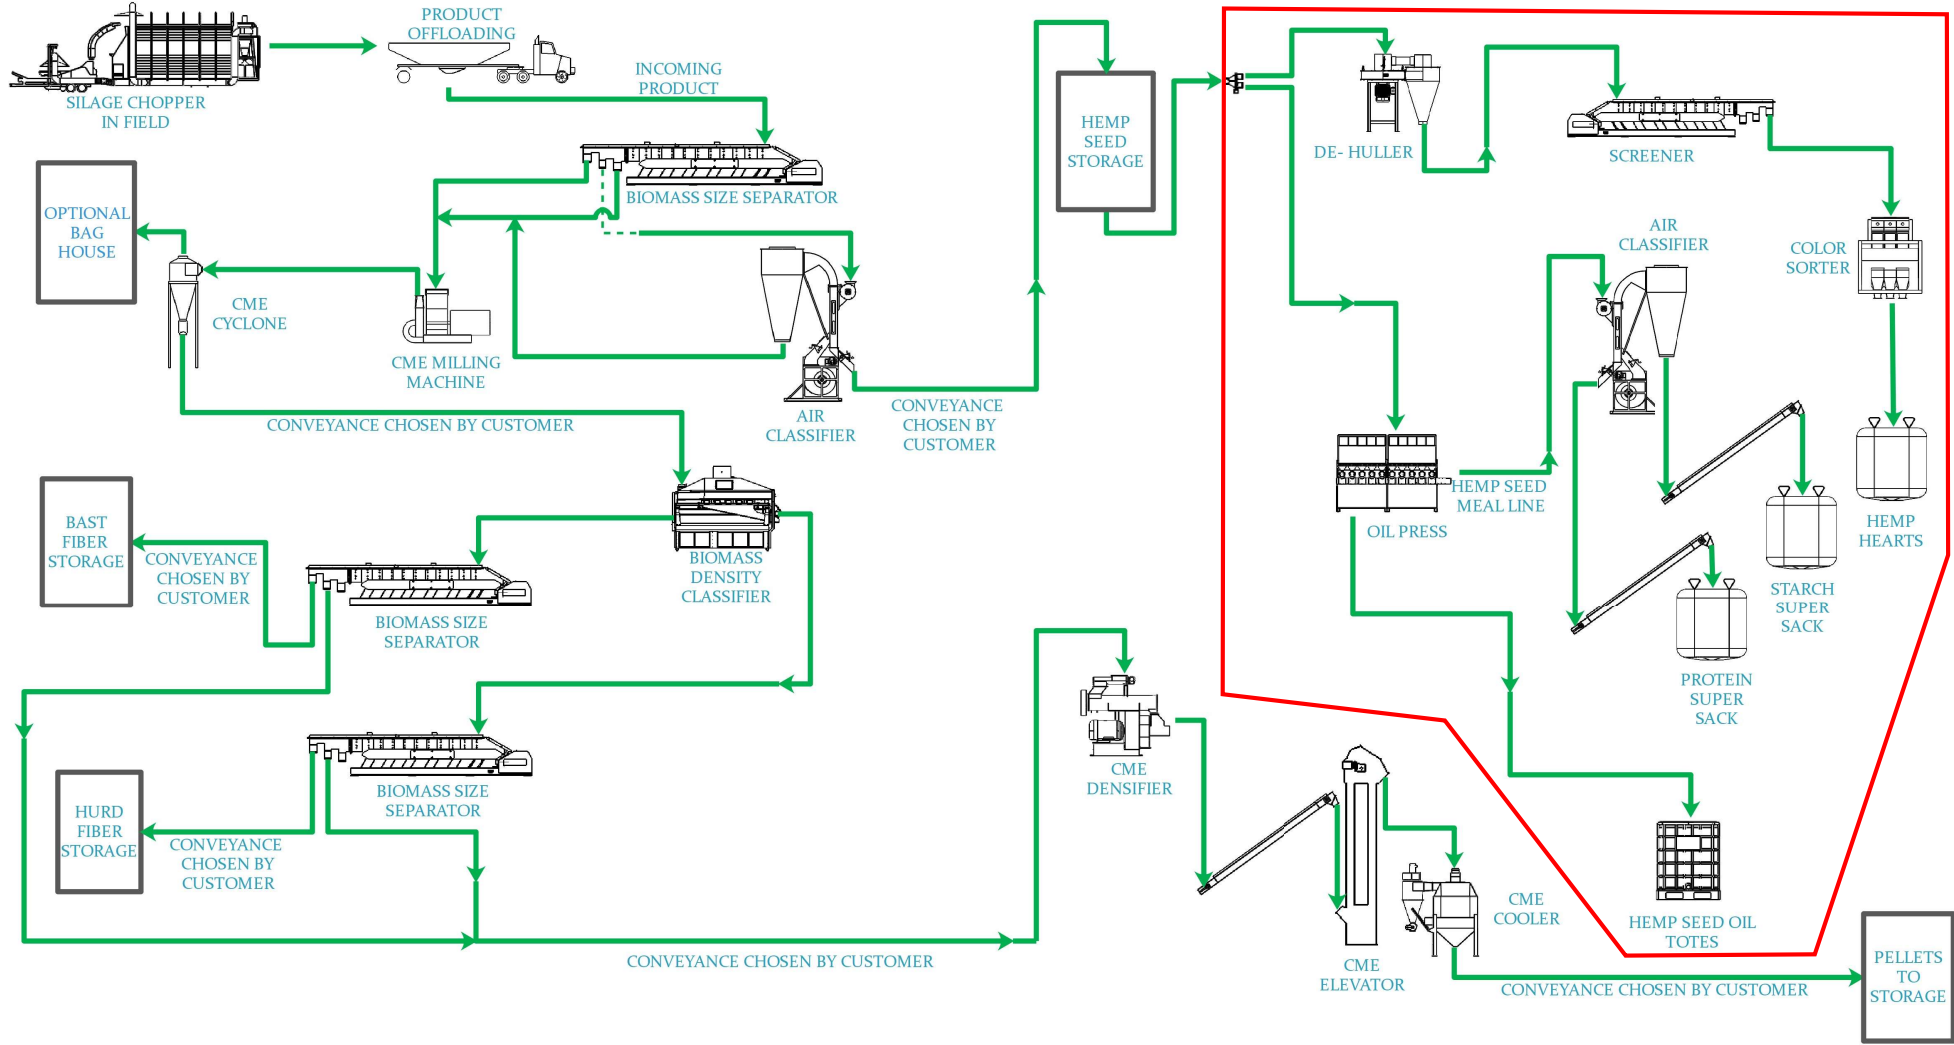 PRODUCT
OFFLOADING
SILAGE CHOPPER
IN FIELD
INCOMING
PRODUCT
BIOMASS SIZE SEPARATOR
OPTIONAL
BAG
HOUSE
CME
CYCLONE
CME MILLING
MACHINE
AIR
CLASSIFIER
CONVEYANCE
CHOSEN BY
CUSTOMER
HEMP
SEED
STORAGE
DE- HULLER
SCREENER
AIR
CLASSIFIER
COLOR
SORTER
HEMP SEED
MEAL LINE
OIL PRESS
HEMP
HEARTS
STARCH
SUPER
SACK
PROTEIN
SUPER
SACK
HEMP SEED OIL
TOTES
CONVEYANCE CHOSEN BY CUSTOMER
BAST
FIBER
STORAGE
CONVEYANCE
CHOSEN BY
CUSTOMER
BIOMASS
DENSITY
CLASSIFIER
BIOMASS SIZE
SEPARATOR
BIOMASS SIZE
SEPARATOR
HURD
FIBER
STORAGE
CONVEYANCE
CHOSEN BY
CUSTOMER
CONVEYANCE CHOSEN BY CUSTOMER
CME
DENSIFIER
CME
ELEVATOR
CME
COOLER
CONVEYANCE CHOSEN BY CUSTOMER
PELLETS
TO
STORAGE